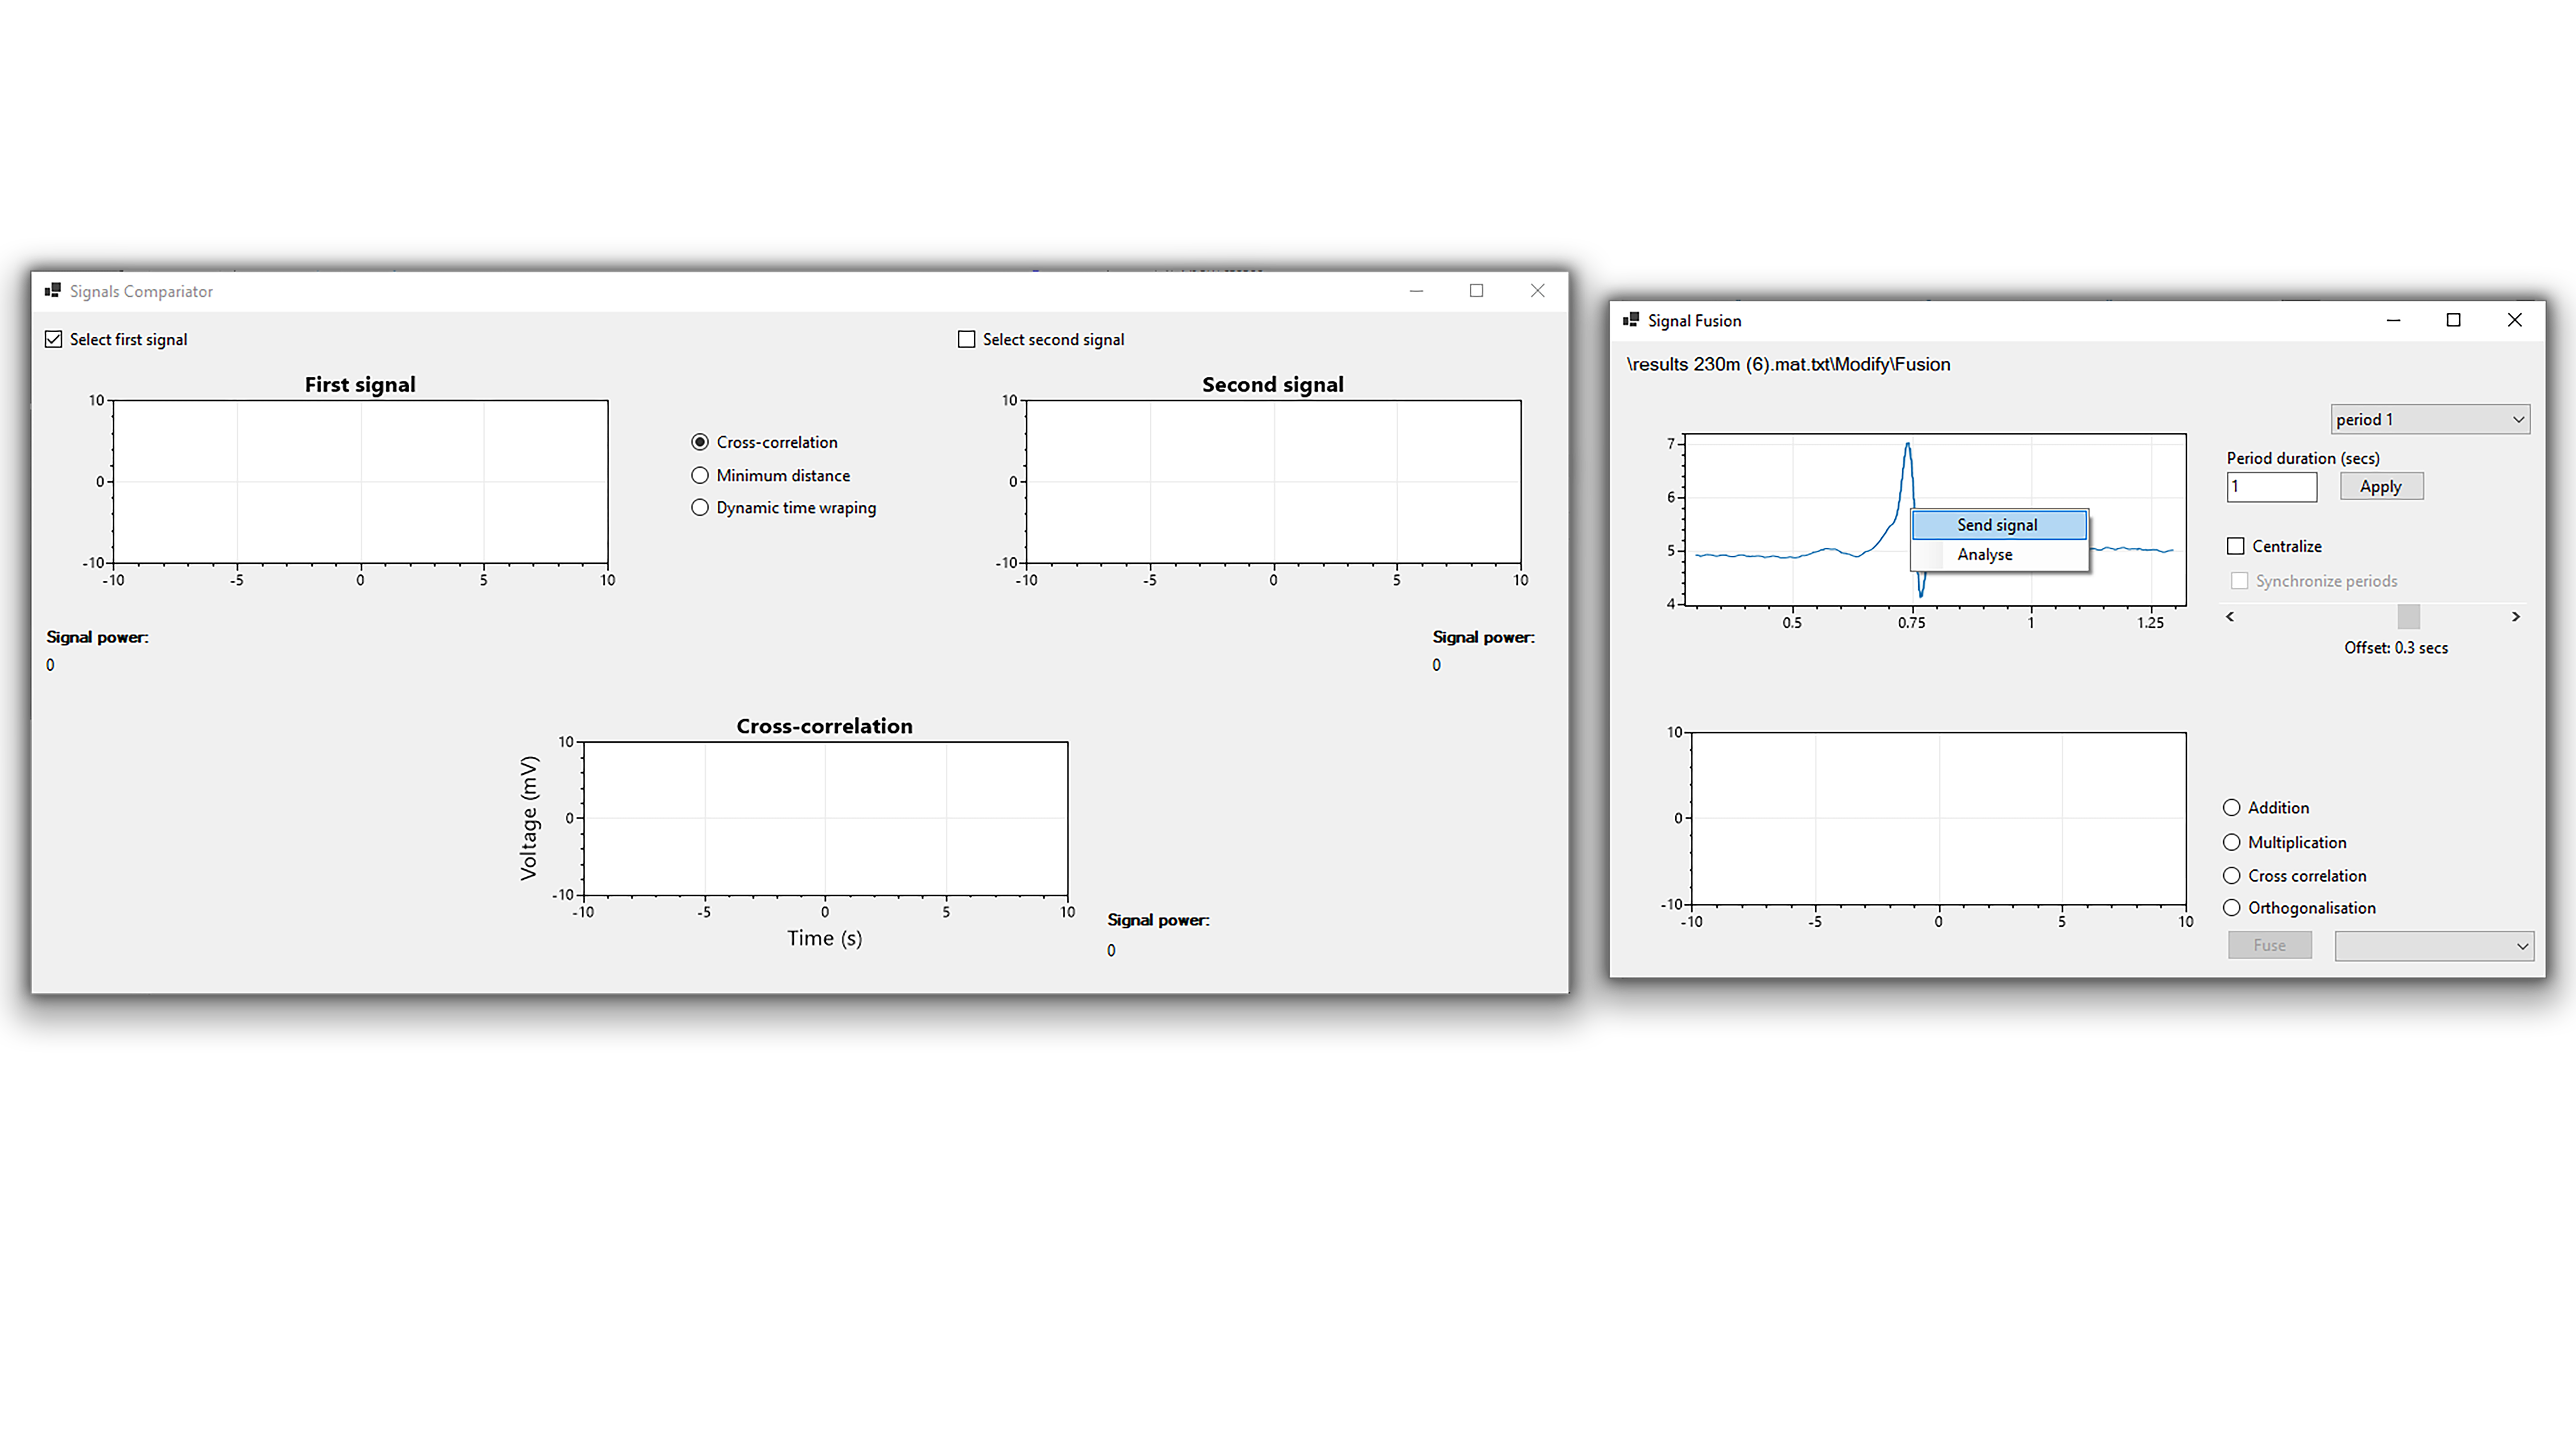 Signals Compariator
Select first signal
Select second signal
First signal
10
0
-10
-10 -5 0 5 10
Cross-correlation
Minimum distance
Dynamic time wraping
Second signal
10
0
-10
-10 -5 0 5 10
Signal power:
0
Signal power:
0
Cross-correlation
Voltage (mV)
10
0
-10
-10 -5 0 5 10
Time (s)
Signal power:
0
Signal Fusion
\results 230m (6).mat.txt\Modify\Fusion
period 1
7
6
5
4
0.5 0.75 1 1.25
Send signal
Analyse
Period duration (secs)
1
Apply
Centralize
Synchronize periods
< >
Offset: 0.3 secs
10
0
-10
-10 -5 0 5 10
Addition
Multiplication
Cross correlation
Orthogonalisation
Fuse